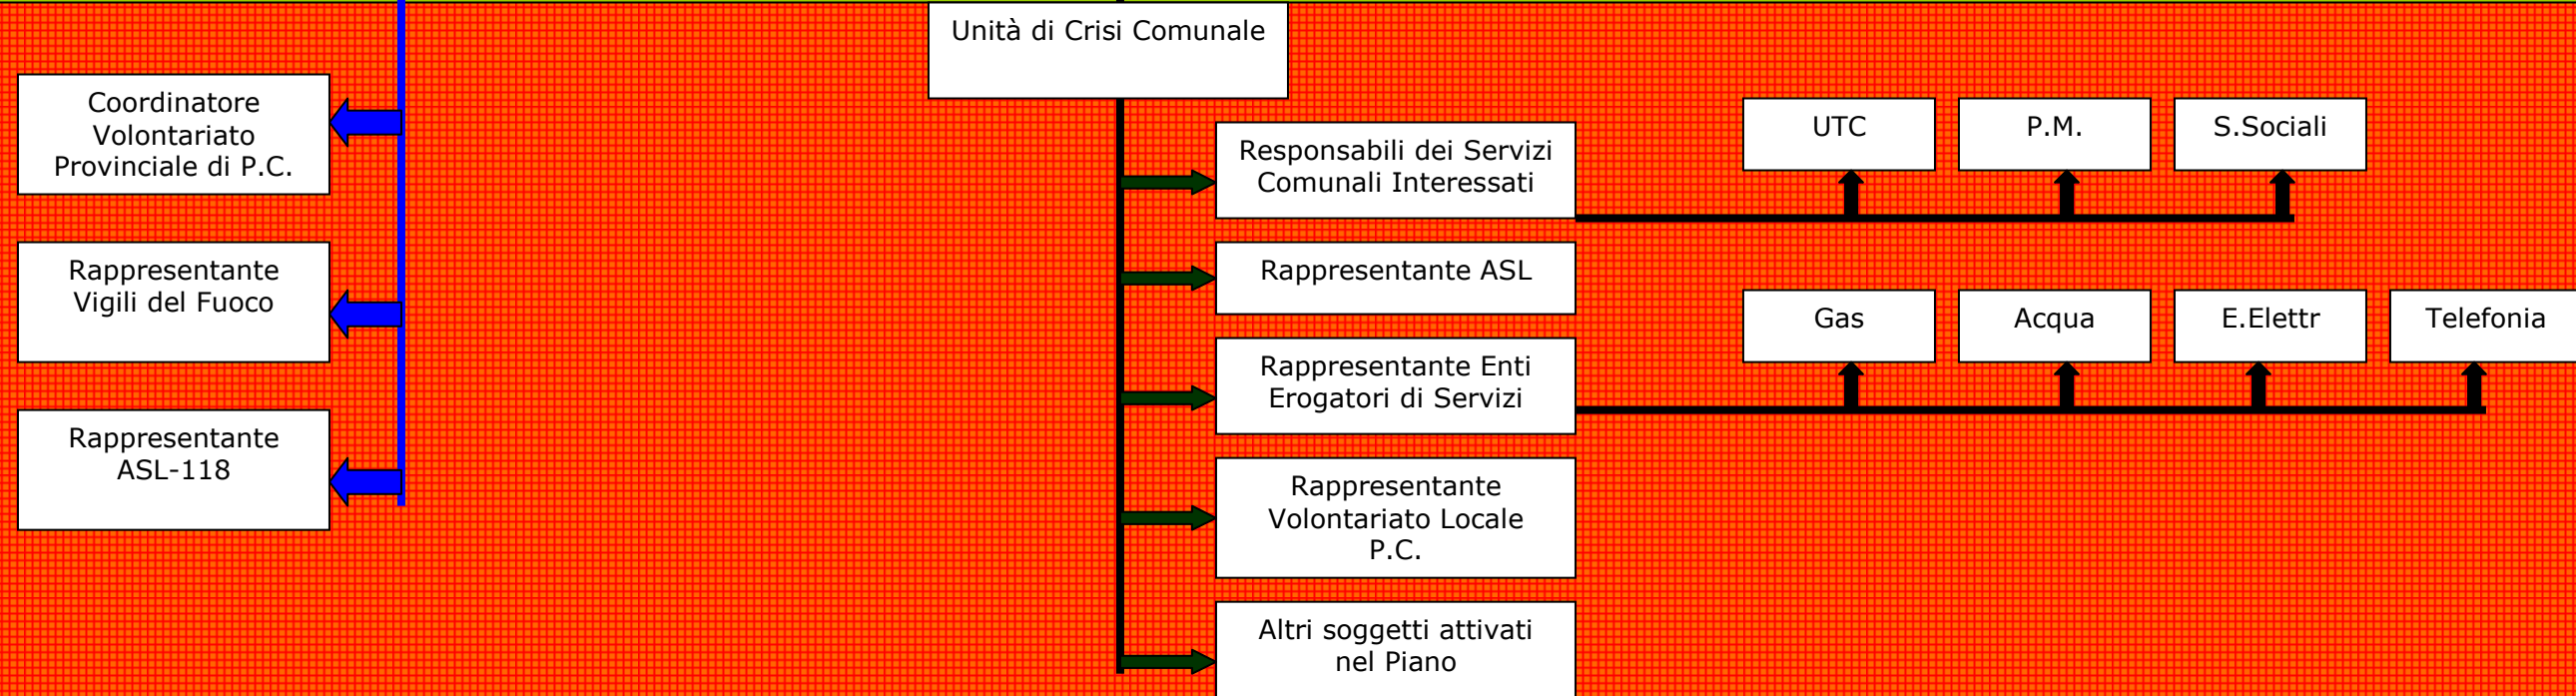 Unità di Crisi Comunale
Coordinatore
Volontariato
Provinciale di P.C.
Rappresentante
Vigili del Fuoco
Rappresentante
ASL-118
Responsabili dei Servizi
Comunali Interessati
UTC
P.M.
S.Sociali
Rappresentante ASL
Rappresentante Enti
Erogatori di Servizi
Gas
Acqua
E.Elettr
Telefonia
Rappresentante
Volontariato Locale
P.C.
Altri soggetti attivati
nel Piano